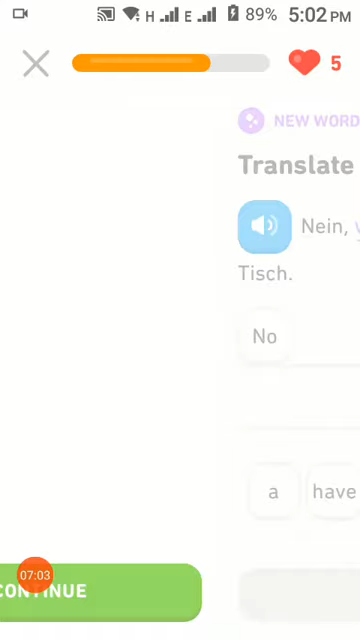 H E 89% 5:02 PM
5
NEW WORD
Translate
Nein,
Tisch.
No
a have
07:03
CONTINUE